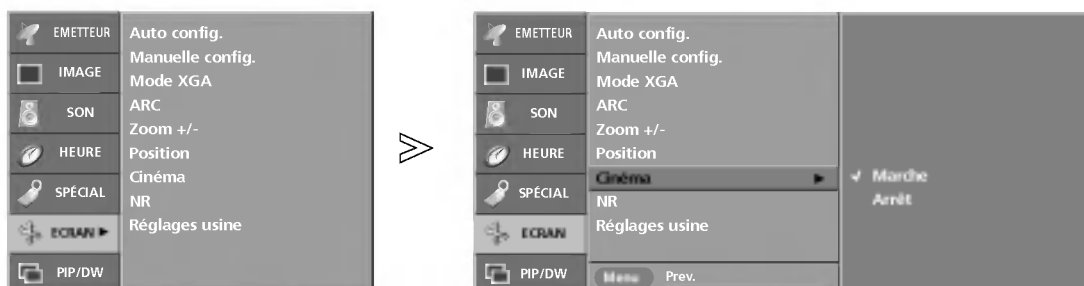 EMETTEUR
IMAGE
SON
HEURE
SPÉCIAL
ECRAN
PIP/DW
Auto config.
Manuelle config.
Mode XGA
ARC
Zoom +/-
Position
Cinéma
NR
Réglages usine
EMETTEUR
IMAGE
SON
HEURE
SPÉCIAL
ECRAN
PIP/DW
Auto config.
Manuelle config.
Mode XGA
ARC
Zoom +/-
Position
Cinéma
NR
Réglages usine
Menu Prev.
Marche
Arrêt